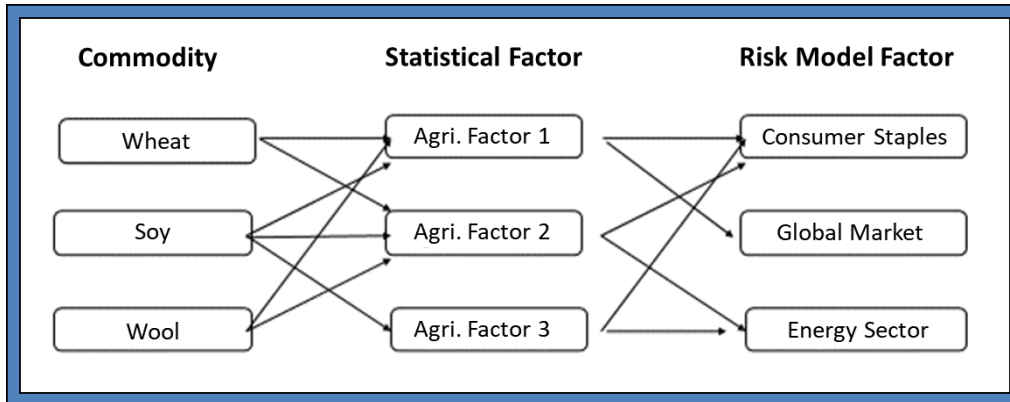 Commodity Statistical Factor Risk Model Factor
Wheat Agri. Factor 1 Consumer Staples
Soy Agri. Factor 2 Global Market
Wool Agri. Factor 3 Energy Sector